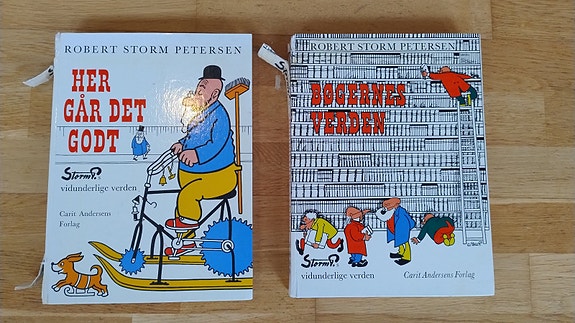 ROBERT STORM PETERSEN
HER
GÅR DET
GODT
Storm P.
vidunderlige verden
Carit Andersens
Forlag
ROBERT STORM PETERSEN
BØGERNES
VERDEN
Storm P.
vidunderlige verden
Carit Andersens Forlag